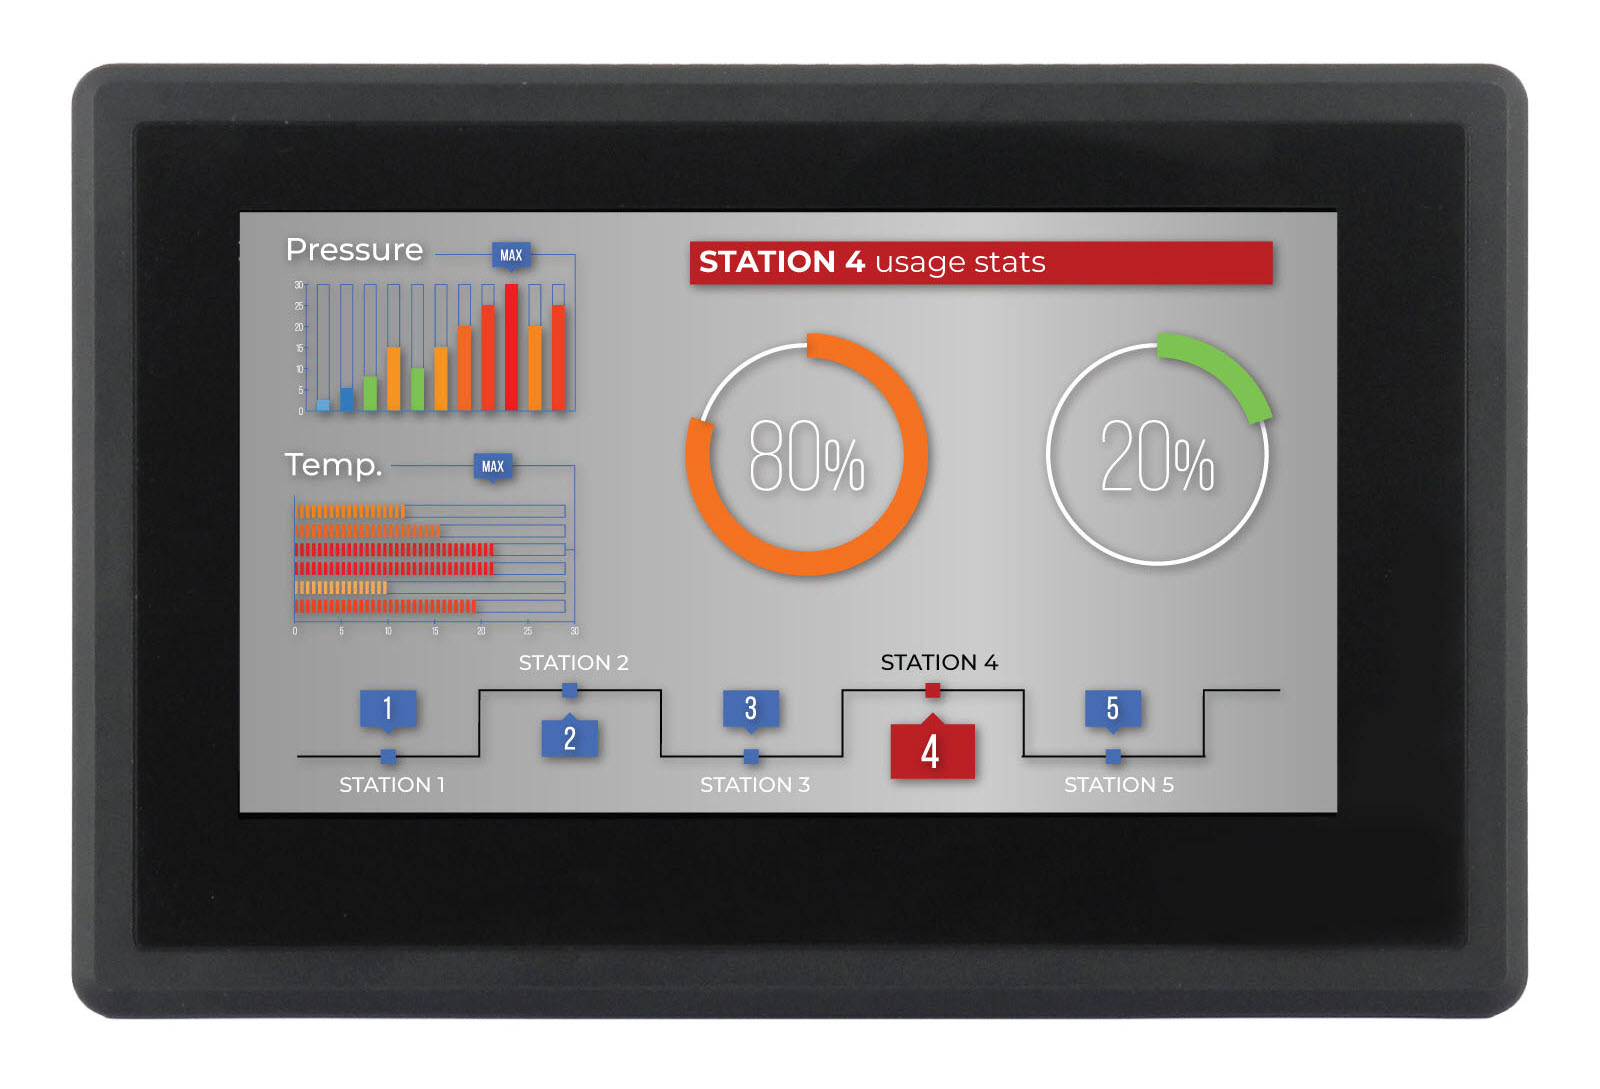 Pressure
MAX
30
25
20
15
10
5
0
Temp.
MAX
0 5 10 15 20 25 30
STATION 4 usage stats
80%
20%
STATION 2
STATION 4
1
3
5
2
4
STATION 1
STATION 3
STATION 5